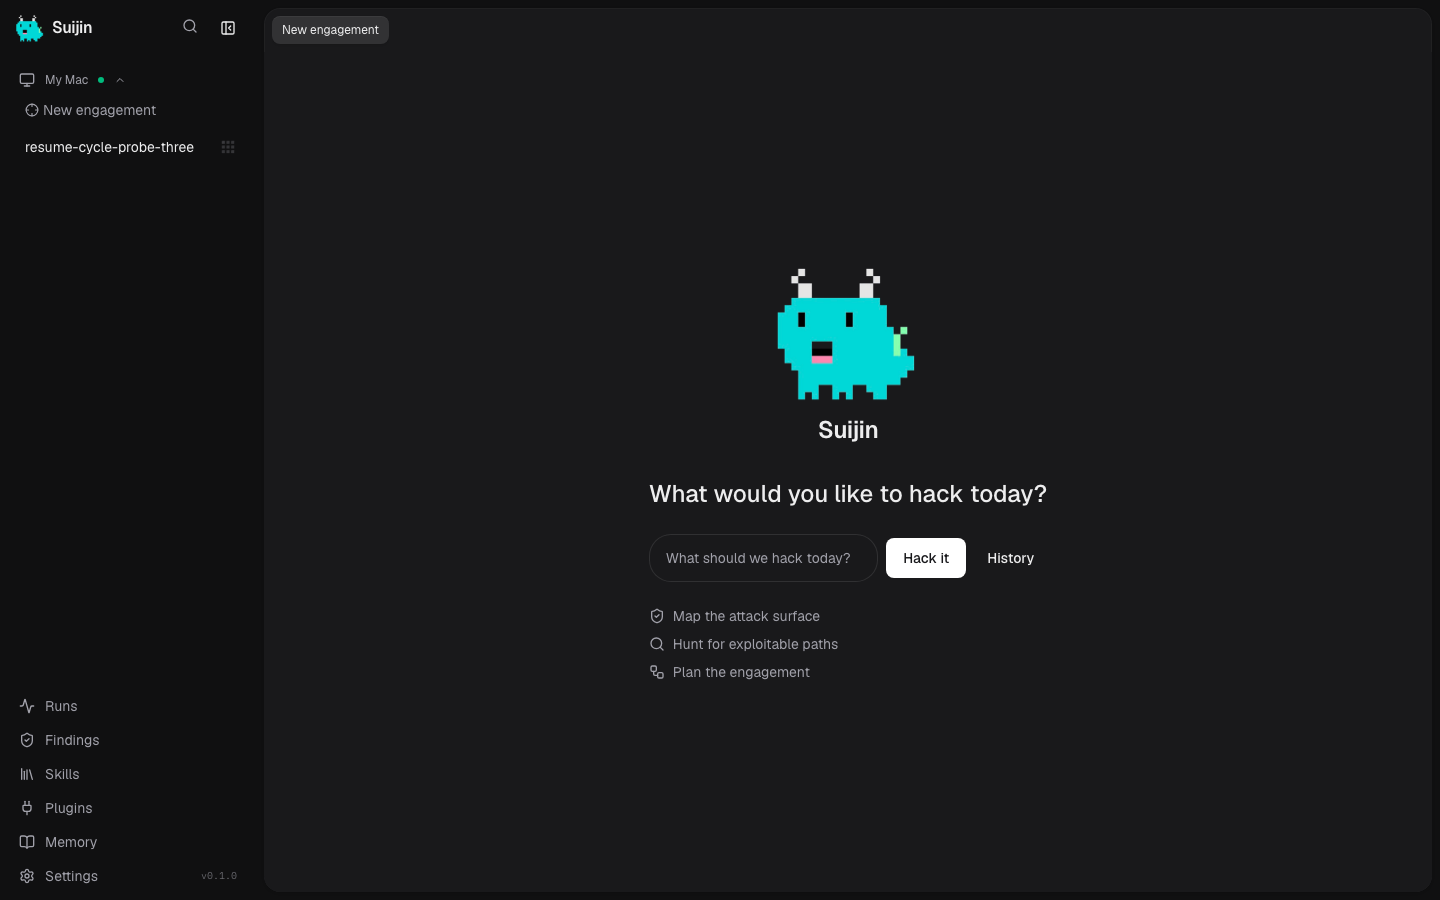 Suijin
My Mac
New engagement
resume-cycle-probe-three
Runs
Findings
Skills
Plugins
Memory
Settings
v0.1.0
New engagement
Suijin
What would you like to hack today?
What should we hack today?
Hack it
History
Map the attack surface
Hunt for exploitable paths
Plan the engagement